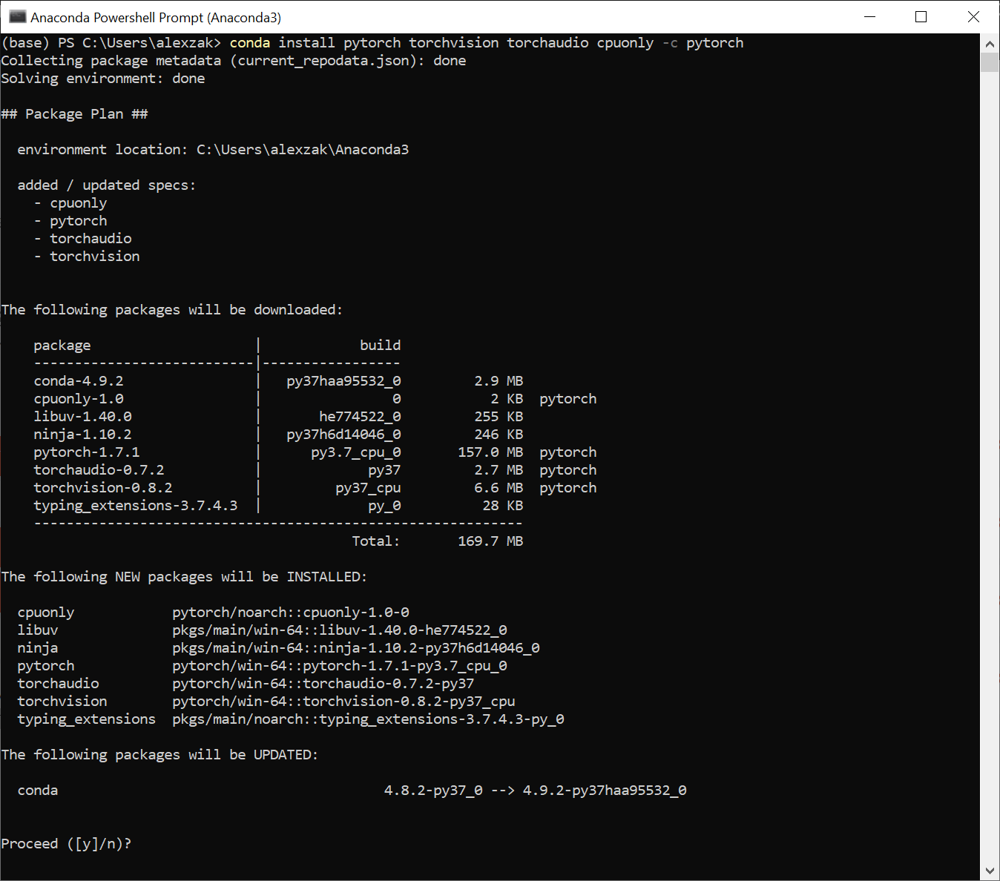 Anaconda Powershell Prompt (Anaconda3)
(base) PS C:\Users\alexzak> conda install pytorch torchvision torchaudio cpuonly -c pytorch
Collecting package metadata (current_repodata.json): done
Solving environment: done
## Package Plan ##
  environment location: C:\Users\alexzak\Anaconda3
  added / updated specs:
    - cpuonly
    - pytorch
    - torchaudio
    - torchvision
The following packages will be downloaded:
    package                    |            build
    ---------------------------|-----------------
    conda-4.9.2                |   py37haa95532_0         2.9 MB
    cpuonly-1.0                |                0           2 KB  pytorch
    libuv-1.40.0               |       he774522_0         255 KB
    ninja-1.10.2               |   py37h6d14046_0         246 KB
    pytorch-1.7.1              |      py3.7_cpu_0       157.0 MB  pytorch
    torchaudio-0.7.2           |             py37         2.7 MB  pytorch
    torchvision-0.8.2          |         py37_cpu         6.6 MB  pytorch
    typing_extensions-3.7.4.3  |             py_0          28 KB
    ------------------------------------------------------------
                                           Total:       169.7 MB
The following NEW packages will be INSTALLED:
  cpuonly            pytorch/noarch::cpuonly-1.0-0
  libuv              pkgs/main/win-64::libuv-1.40.0-he774522_0
  ninja              pkgs/main/win-64::ninja-1.10.2-py37h6d14046_0
  pytorch            pytorch/win-64::pytorch-1.7.1-py3.7_cpu_0
  torchaudio         pytorch/win-64::torchaudio-0.7.2-py37
  torchvision        pytorch/win-64::torchvision-0.8.2-py37_cpu
  typing_extensions  pkgs/main/noarch::typing_extensions-3.7.4.3-py_0
The following packages will be UPDATED:
  conda                                        4.8.2-py37_0 --> 4.9.2-py37haa95532_0
Proceed ([y]/n)?